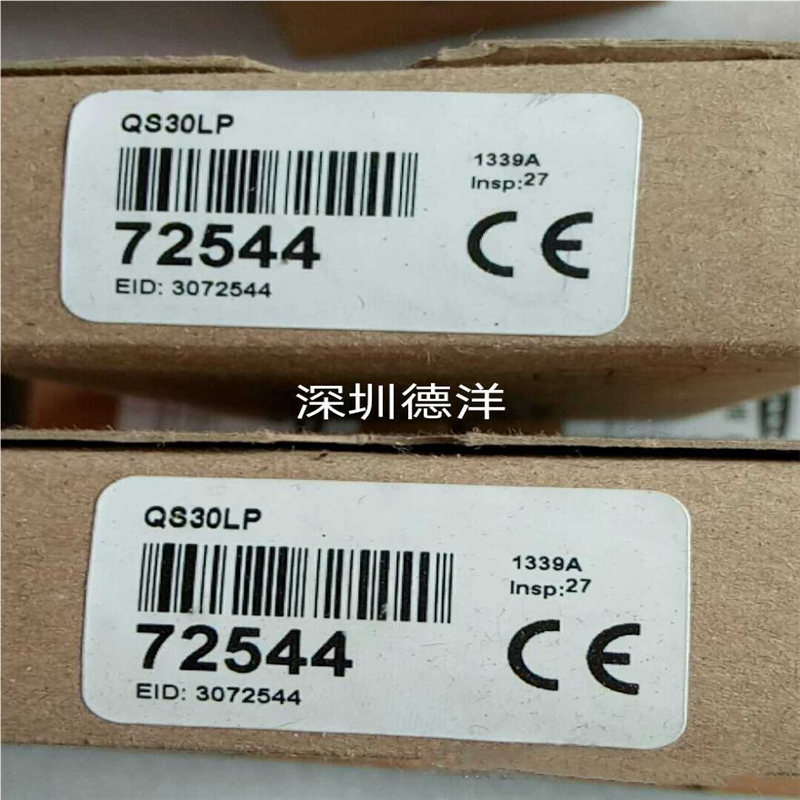 QS30LP
1339A
Insp:27
72544
EID: 3072544
CE
深圳德洋
QS30LP
1339A
Insp:27
72544
EID: 3072544
CE